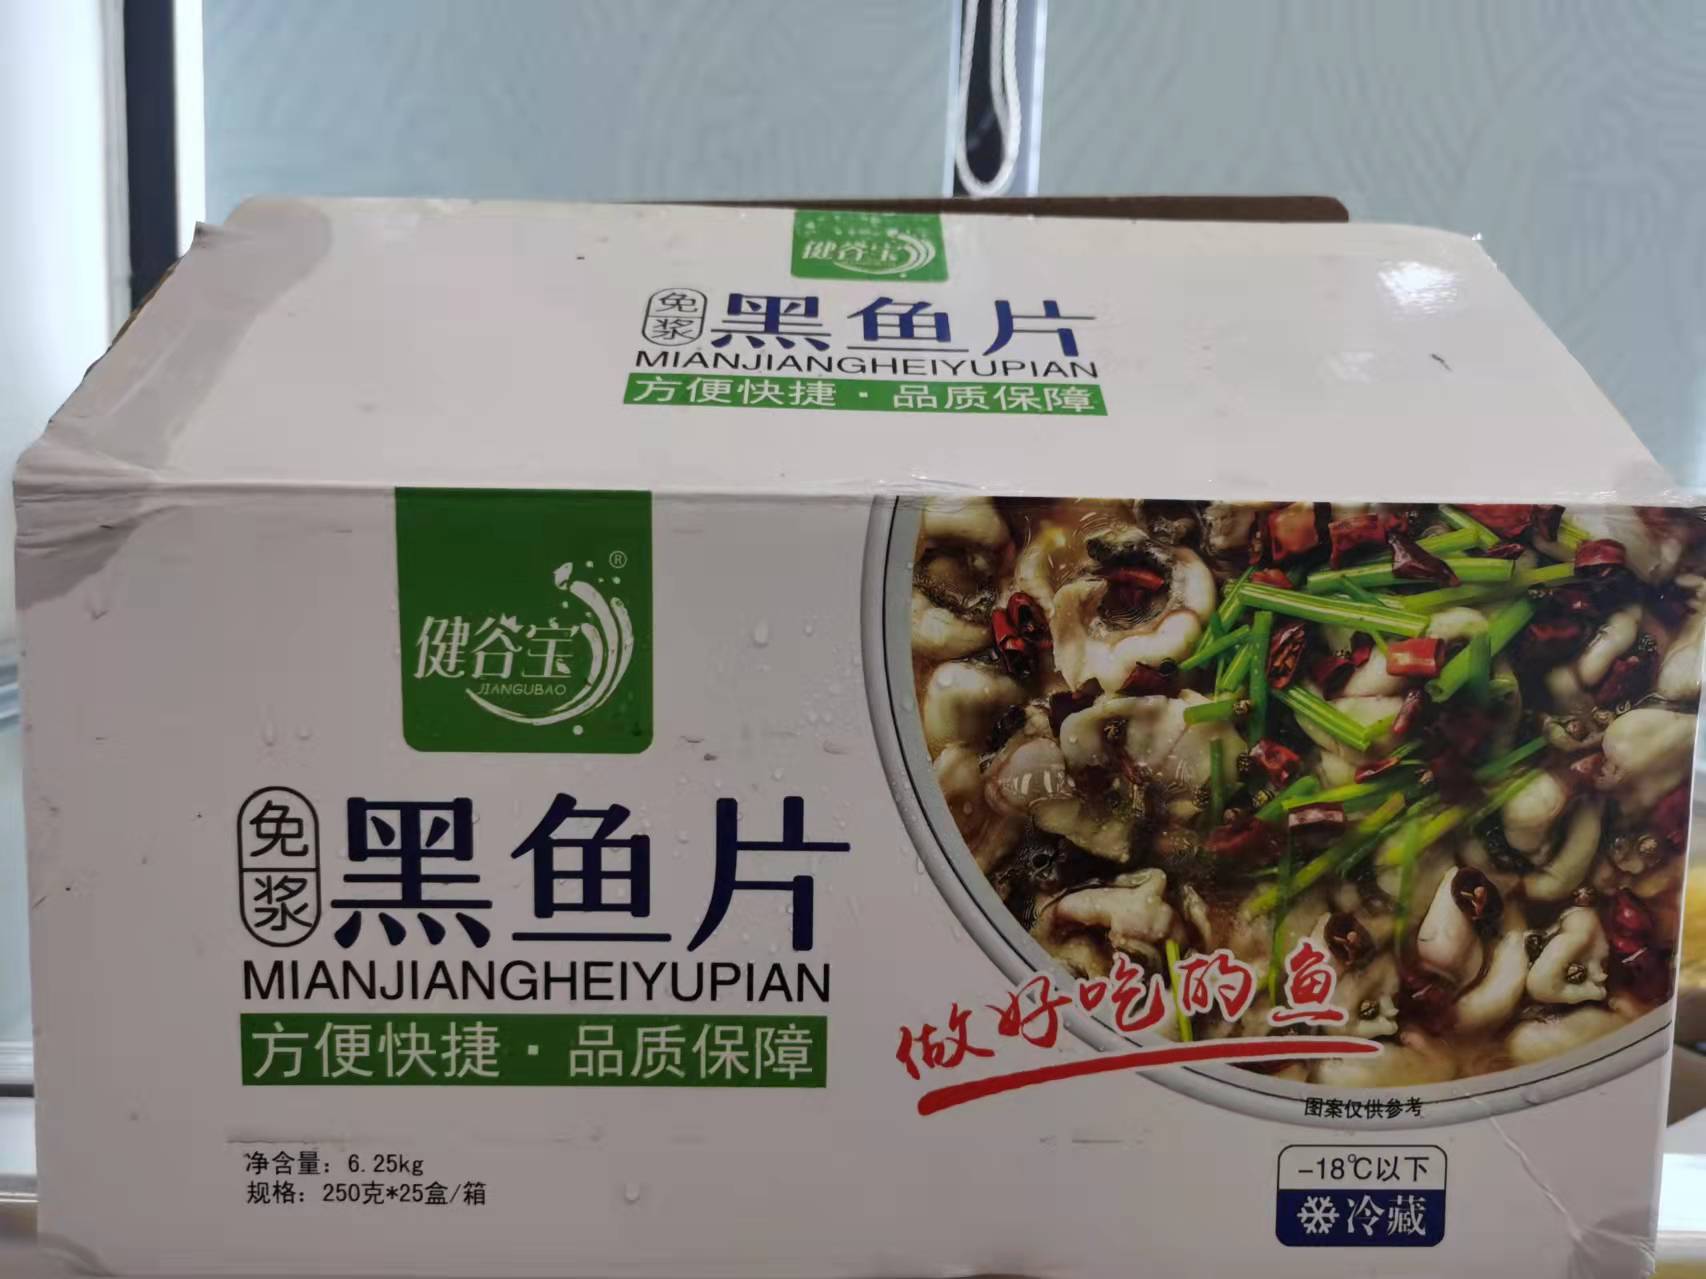 健谷宝
免浆
黑鱼片
MIANJIANGHEIYUPIAN
方便快捷·品质保障
健谷宝®
JIANGUBAO
免浆
黑鱼片
MIANJIANGHEIYUPIAN
方便快捷·品质保障
做好吃的鱼
图案仅供参考
净含量：6.25kg
规格：250克*25盒/箱
-18℃以下
冷藏